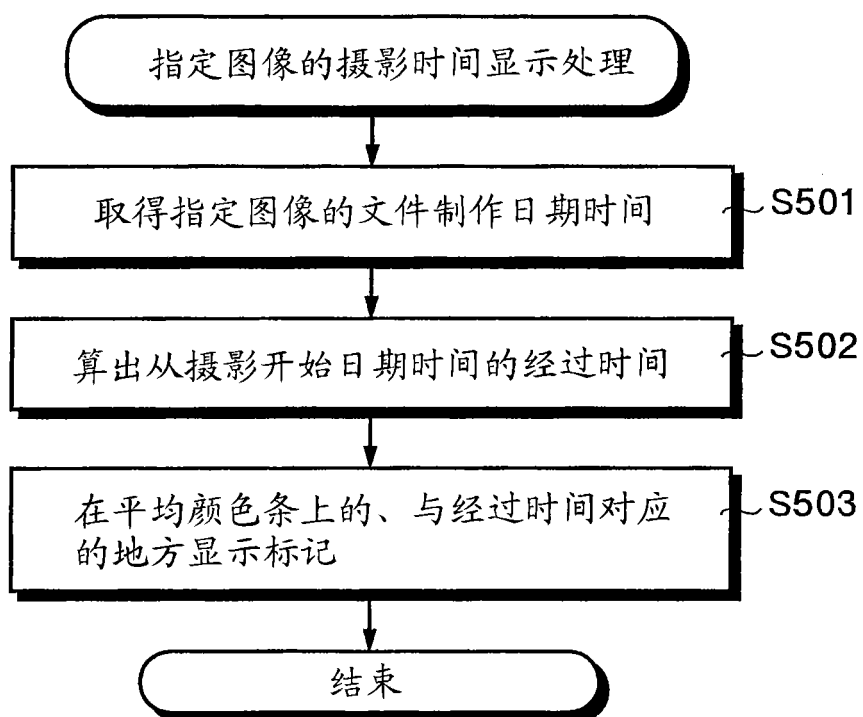 指定图像的摄影时间显示处理
取得指定图像的文件制作日期时间
S501
算出从摄影开始日期时间的经过时间
S502
在平均颜色条上的、与经过时间对应
的地方显示标记
S503
结束